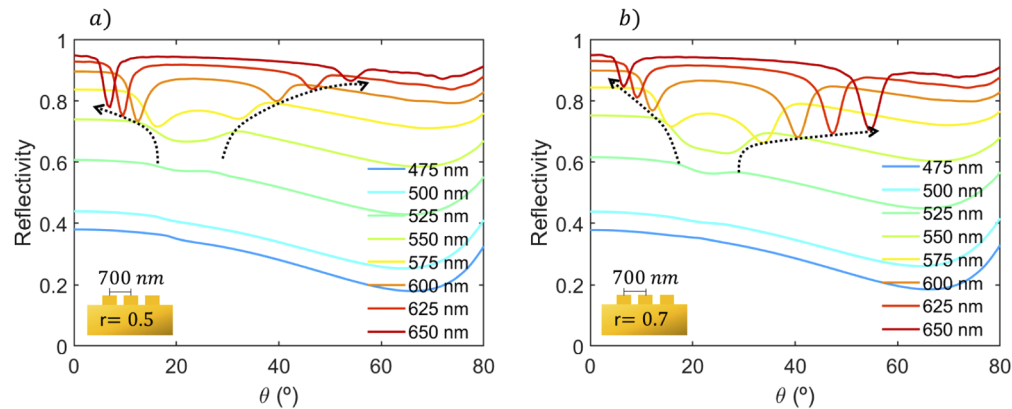 a)
1
0.8
0.6
0.4
0.2
0
Reflectivity
0
20
40
60
80
θ (º)
475 nm
500 nm
525 nm
550 nm
575 nm
600 nm
625 nm
650 nm
700 nm
r= 0.5
b)
1
0.8
0.6
0.4
0.2
0
Reflectivity
0
20
40
60
80
θ (º)
475 nm
500 nm
525 nm
550 nm
575 nm
600 nm
625 nm
650 nm
700 nm
r= 0.7